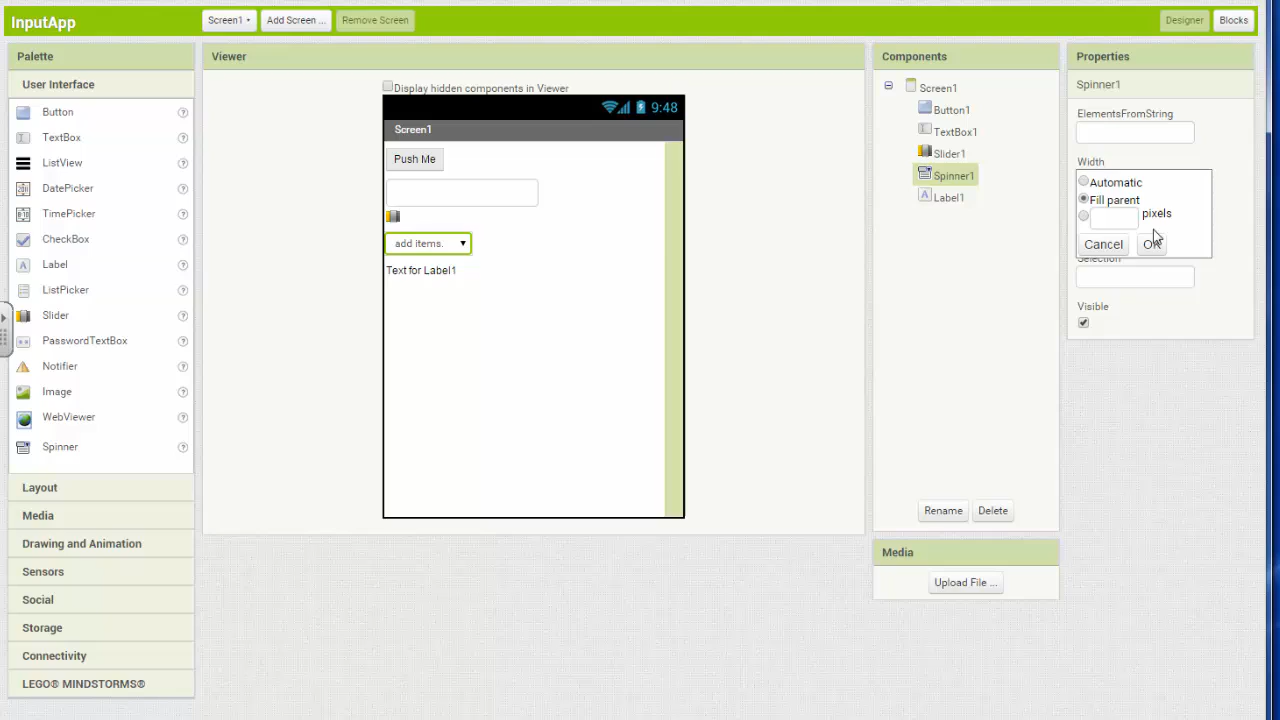 InputApp
Screen1
Add Screen ...
Remove Screen
Designer
Blocks
Palette
User Interface
Button
TextBox
ListView
DatePicker
TimePicker
CheckBox
Label
ListPicker
Slider
PasswordTextBox
Notifier
Image
WebViewer
Spinner
Layout
Media
Drawing and Animation
Sensors
Social
Storage
Connectivity
LEGO® MINDSTORMS®
Viewer
Display hidden components in Viewer
9:48
Screen1
Push Me
add items.
Text for Label1
Components
Screen1
Button1
TextBox1
Slider1
Spinner1
Label1
Rename
Delete
Media
Upload File ...
Properties
Spinner1
ElementsFromString
Width
Automatic
Fill parent
pixels
Cancel
Selection
Visible